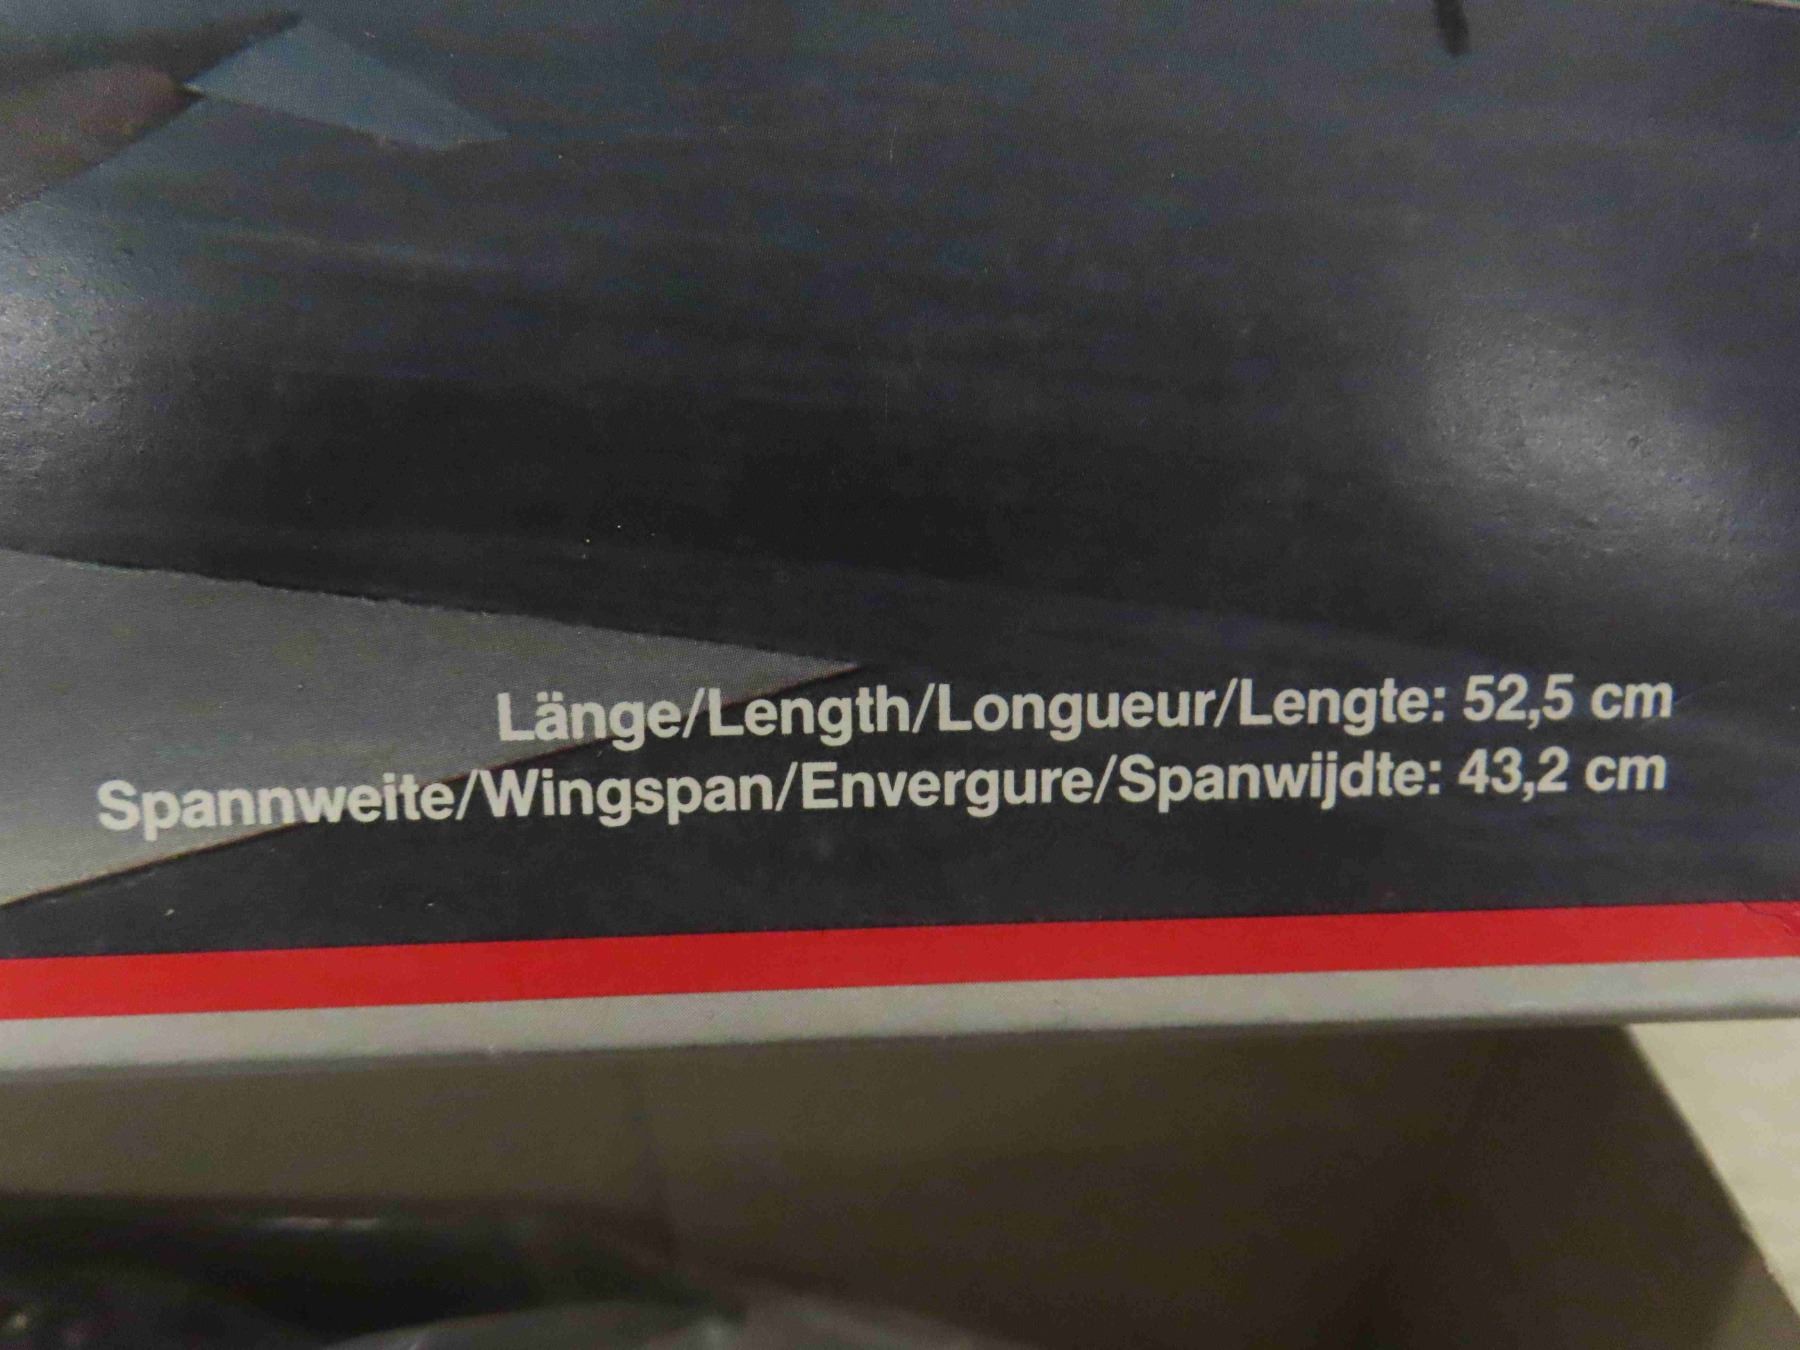 Länge/Length/Longueur/Lengte: 52,5 cm
Spannweite/Wingspan/Envergure/Spanwijdte: 43,2 cm